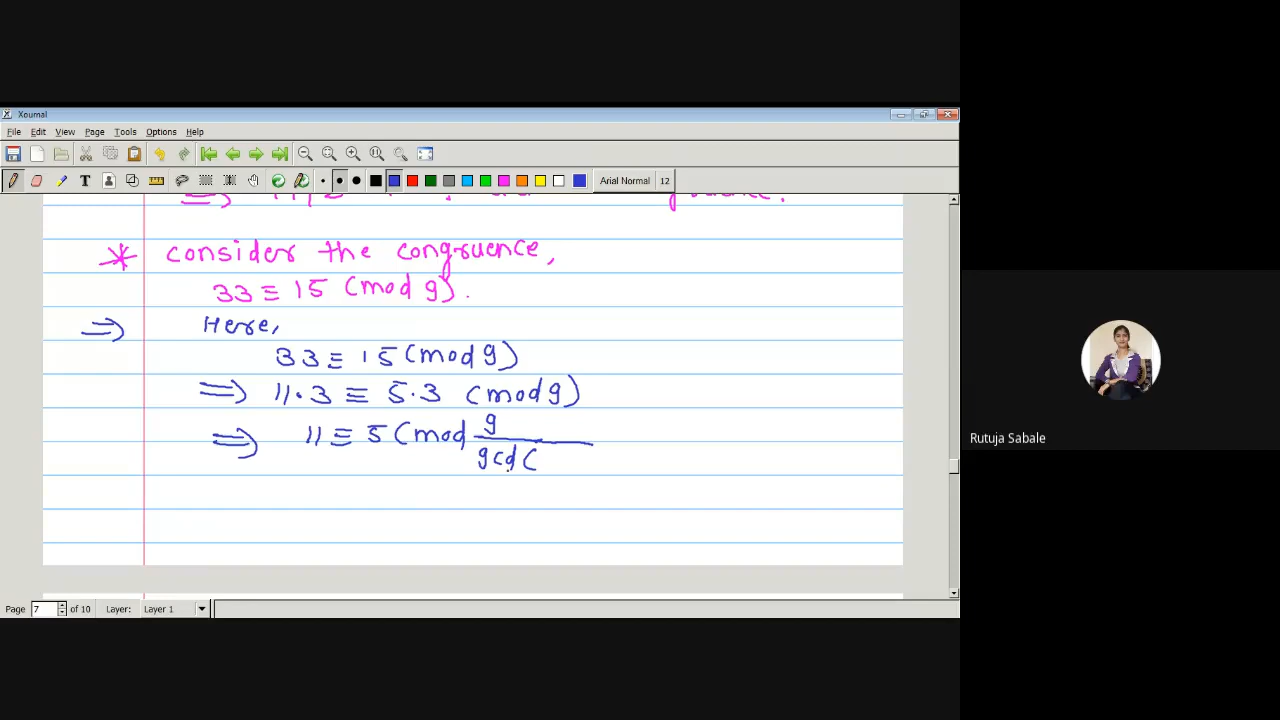 Xournal
File Edit View Page Tools Options Help
Arial Normal 12
* consider the congruence,
33 ≡ 15 (mod 9).
⇒ Here,
33 ≡ 15 (mod 9)
⇒ 11·3 ≡ 5·3 (mod 9)
⇒ 11 ≡ 5 (mod 9
gcd (
Rutuja Sabale
Page 7 of 10 Layer: Layer 1